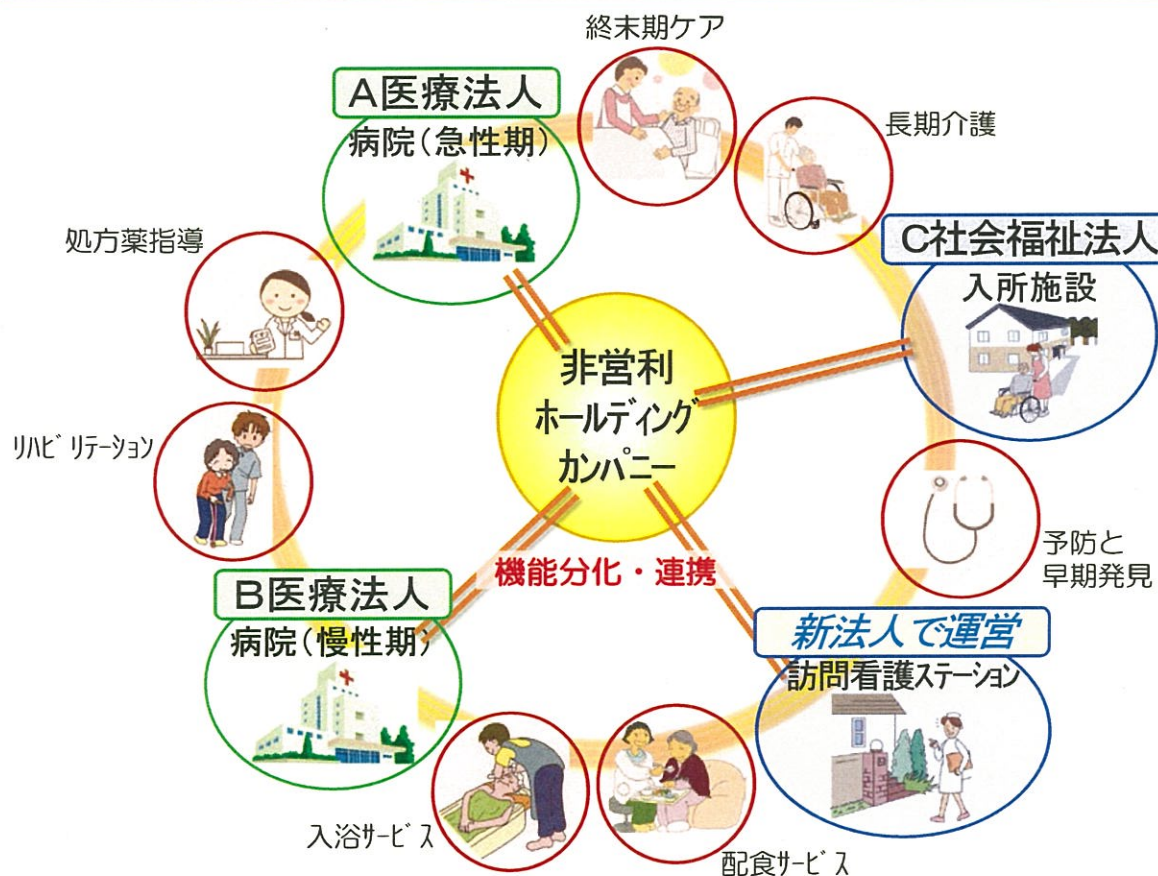 終末期ケア
A医療法人
病院(急性期)
長期介護
処方薬指導
C社会福祉法人
入所施設
非営利
ホールディング
カンパニー
リハビリテーション
予防と
早期発見
機能分化・連携
B医療法人
病院(慢性期)
新法人で運営
訪問看護ステーション
入浴サービス
配食サービス